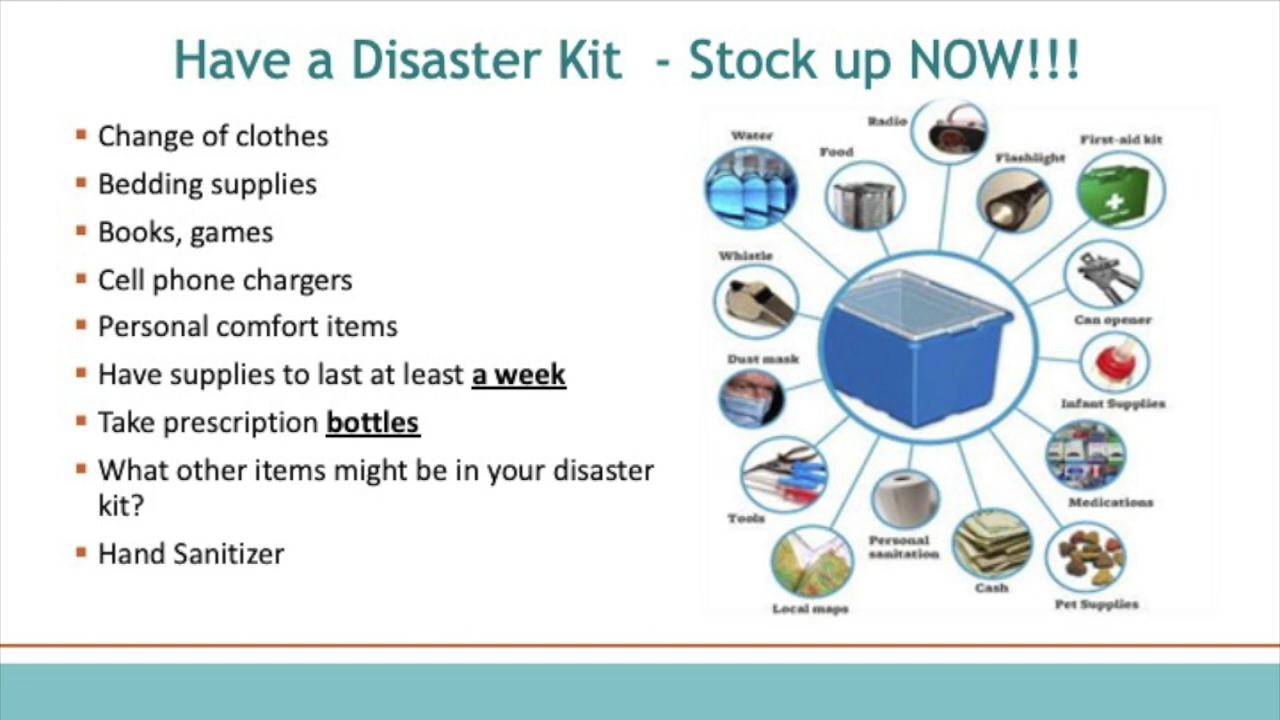 Have a Disaster Kit - Stock up NOW!!!
Change of clothes
Bedding supplies
Books, games
Cell phone chargers
Personal comfort items
Have supplies to last at least a week
Take prescription bottles
What other items might be in your disaster
kit?
Hand Sanitizer
Radio
Water
Food
Flashlight
First-aid kit
Whistle
Can opener
Dust mask
Infant Supplies
Medications
Tools
Personal
sanitation
Cash
Pet Supplies
Local maps